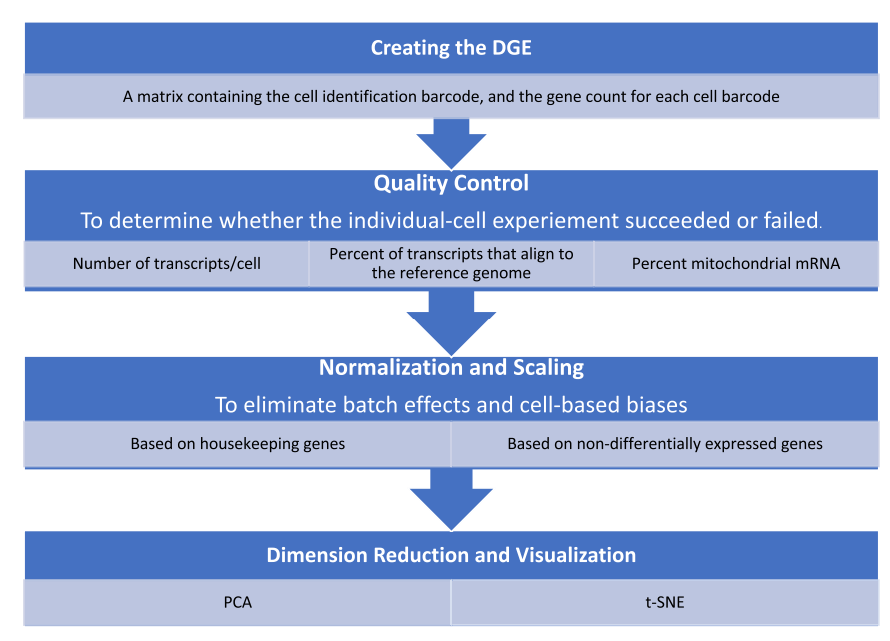 Creating the DGE
A matrix containing the cell identification barcode, and the gene count for each cell barcode
Quality Control
To determine whether the individual-cell experiement succeeded or failed.
Number of transcripts/cell
Percent of transcripts that align to
the reference genome
Percent mitochondrial mRNA
Normalization and Scaling
To eliminate batch effects and cell-based biases
Based on housekeeping genes
Based on non-differentially expressed genes
Dimension Reduction and Visualization
PCA
t-SNE